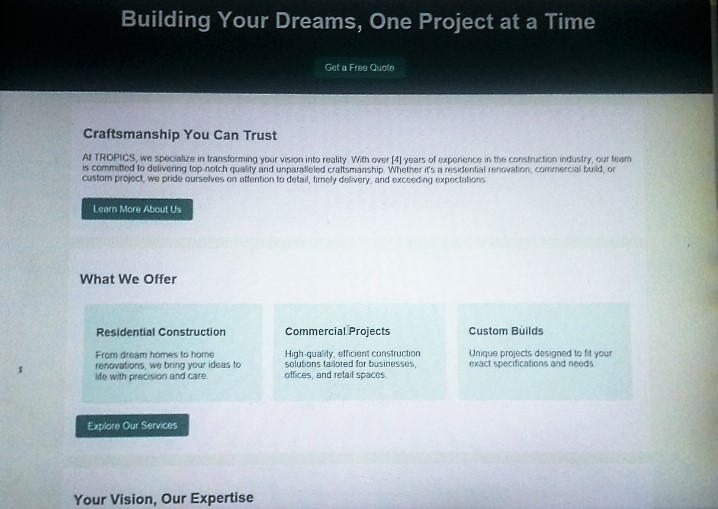 Building Your Dreams, One Project at a Time
Get a Free Quote
Craftsmanship You Can Trust
At TROPICS, we specialize in transforming your vision into reality. With over [4] years of experience in the construction industry, our team
is committed to delivering top-notch quality and unparalleled craftsmanship. Whether it's a residential renovation, commercial build, or
custom project, we pride ourselves on attention to detail, timely delivery, and exceeding expectations.
Learn More About Us
What We Offer
Residential Construction
From dream homes to home
renovations, we bring your ideas to
life with precision and care.
Commercial Projects
High-quality, efficient construction
solutions tailored for businesses,
offices, and retail spaces.
Custom Builds
Unique projects designed to fit your
exact specifications and needs.
Explore Our Services
Your Vision, Our Expertise